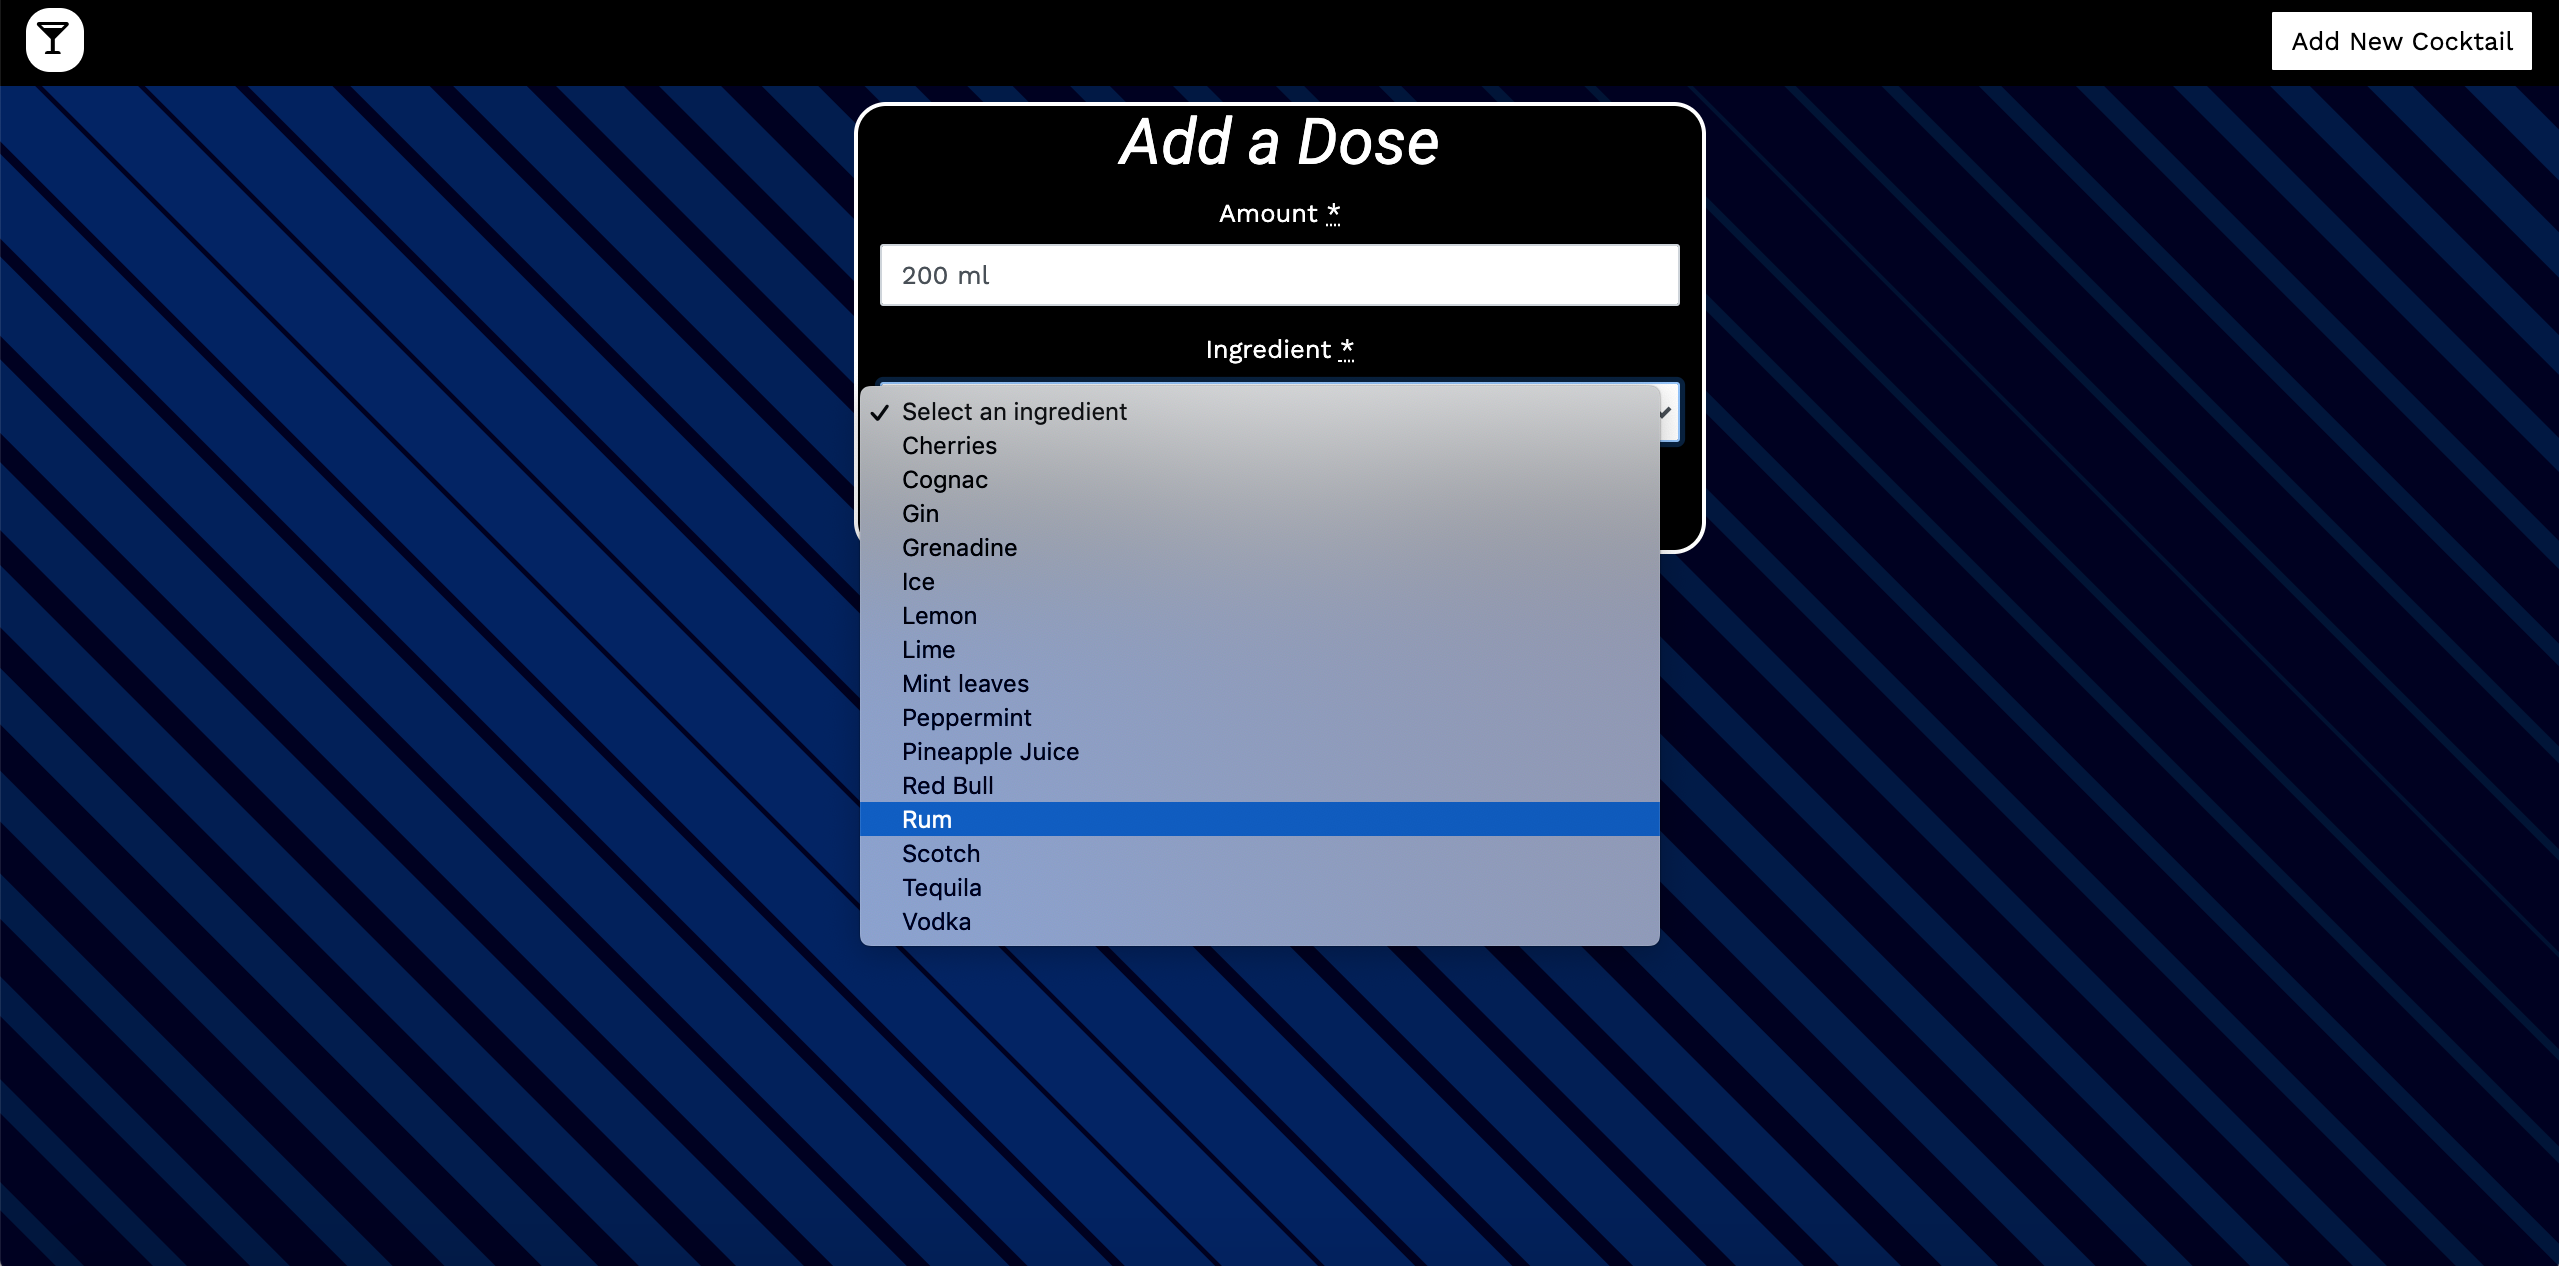 Add New Cocktail
Add a Dose
Amount *
200 ml
Ingredient *
Select an ingredient
Cherries
Cognac
Gin
Grenadine
Ice
Lemon
Lime
Mint leaves
Peppermint
Pineapple Juice
Red Bull
Rum
Scotch
Tequila
Vodka